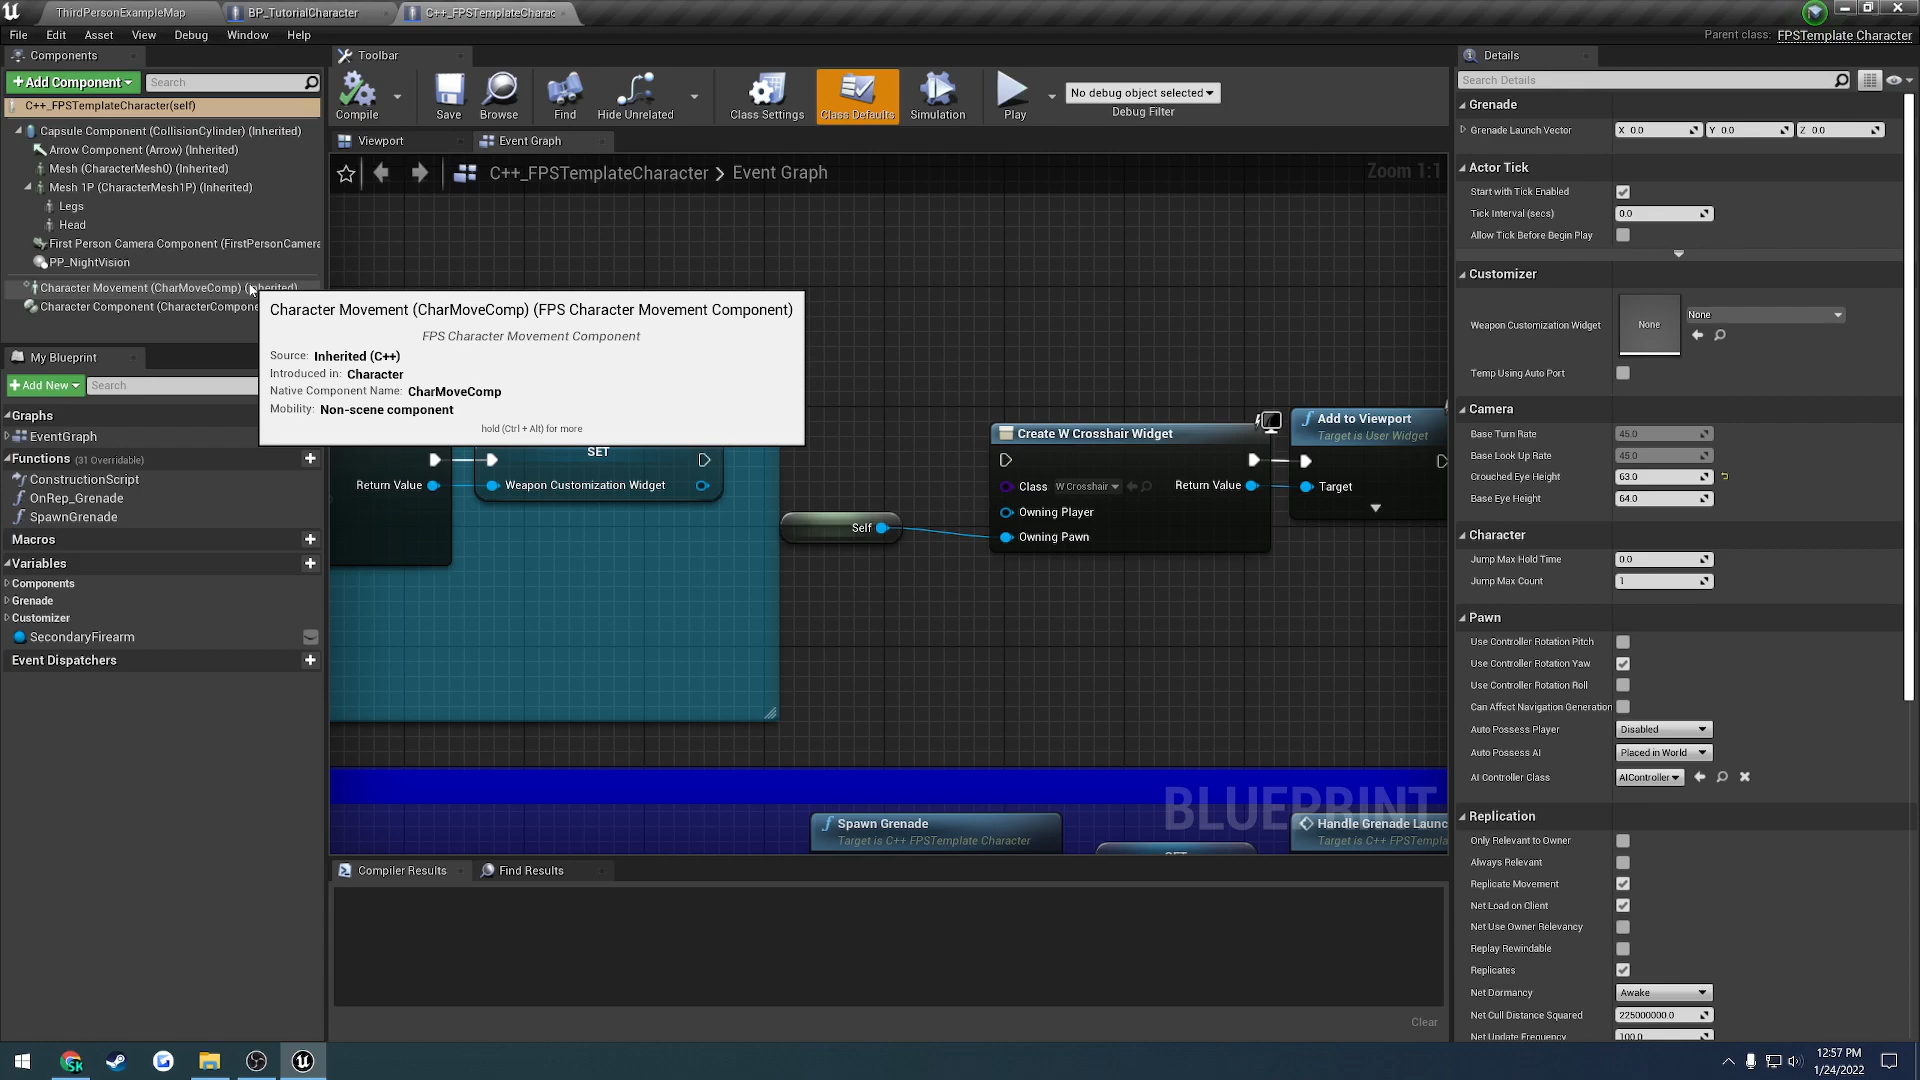 ThirdPersonExampleMap
BP_TutorialCharacter
C++_FPSTemplateCharac
File Edit Asset View Debug Window Help
Parent class: FPSTemplate Character
Components
+Add Component
Search
C++_FPSTemplateCharacter(self)
Capsule Component (CollisionCylinder) (Inherited)
Arrow Component (Arrow) (Inherited)
Mesh (CharacterMesh0) (Inherited)
Mesh 1P (CharacterMesh1P) (Inherited)
Legs
Head
First Person Camera Component (FirstPersonCamera
PP_NightVision
Character Movement (CharMoveComp) (Inherited)
Character Component (CharacterCompone
My Blueprint
+Add New
Search
Graphs
EventGraph
Functions (31 Overridable)
ConstructionScript
OnRep_Grenade
SpawnGrenade
Macros
Variables
Components
Grenade
Customizer
SecondaryFirearm
Event Dispatchers
Toolbar
Compile
Save
Browse
Find
Hide Unrelated
Class Settings
Class Defaults
Simulation
Play
No debug object selected
Debug Filter
Viewport
Event Graph
C++_FPSTemplateCharacter > Event Graph
Zoom 1:1
Character Movement (CharMoveComp) (FPS Character Movement Component)
FPS Character Movement Component
Source: Inherited (C++)
Introduced in: Character
Native Component Name: CharMoveComp
Mobility: Non-scene component
hold (Ctrl + Alt) for more
SET
Return Value
Weapon Customization Widget
Self
Create W Crosshair Widget
Class W Crosshair
Return Value
Owning Player
Owning Pawn
Add to Viewport
Target is User Widget
Target
BLUEPRINT
Spawn Grenade
Target is C++ FPSTemplate Character
SET
Handle Grenade Launc
Target is C++ FPSTempla
Compiler Results
Find Results
Clear
Details
Search Details
Grenade
Grenade Launch Vector X 0.0 Y 0.0 Z 0.0
Actor Tick
Start with Tick Enabled
Tick Interval (secs) 0.0
Allow Tick Before Begin Play
Customizer
Weapon Customization Widget None None
Temp Using Auto Port
Camera
Base Turn Rate 45.0
Base Look Up Rate 45.0
Crouched Eye Height 63.0
Base Eye Height 64.0
Character
Jump Max Hold Time 0.0
Jump Max Count 1
Pawn
Use Controller Rotation Pitch
Use Controller Rotation Yaw
Use Controller Rotation Roll
Can Affect Navigation Generation
Auto Possess Player Disabled
Auto Possess AI Placed in World
AI Controller Class AIController
Replication
Only Relevant to Owner
Always Relevant
Replicate Movement
Net Load on Client
Net Use Owner Relevancy
Replay Rewindable
Replicates
Net Dormancy Awake
Net Cull Distance Squared 225000000.0
Net Update Frequency 100.0
12:57 PM
1/24/2022